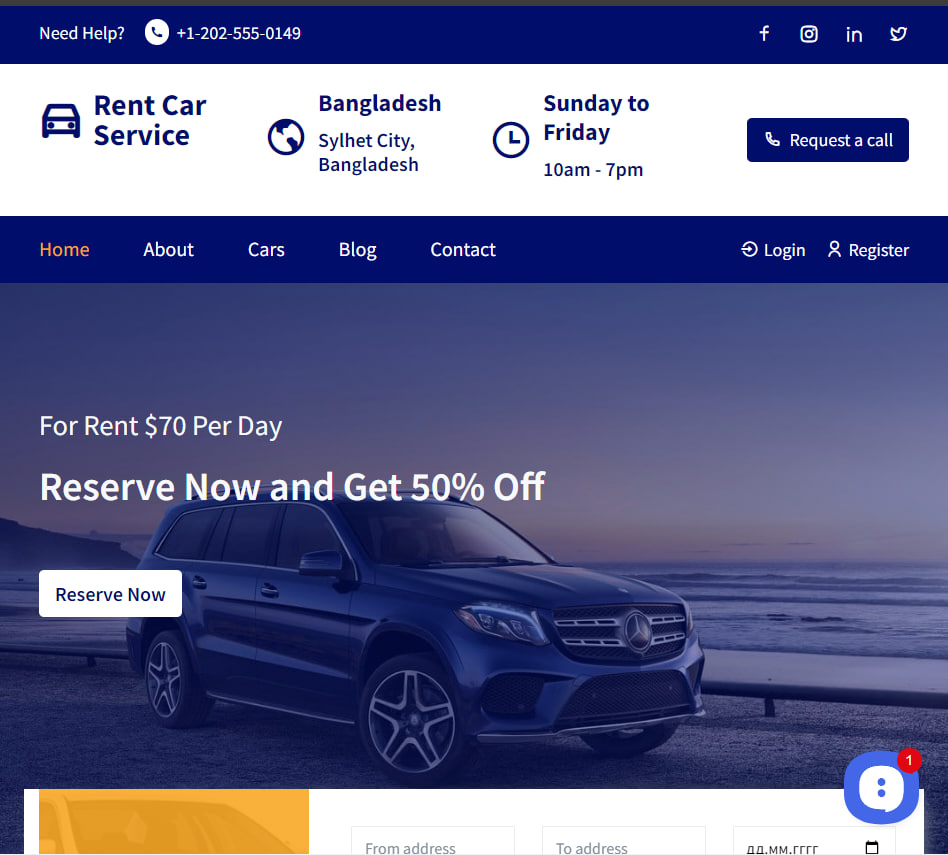 Need Help? +1-202-555-0149
Rent Car
Service
Bangladesh
Sylhet City,
Bangladesh
Sunday to
Friday
10am - 7pm
Request a call
Home About Cars Blog Contact Login Register
For Rent $70 Per Day
Reserve Now and Get 50% Off
Reserve Now
1
From address To address дд.мм.гггг